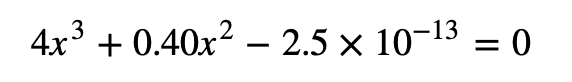 4x³ + 0.40x² − 2.5 × 10⁻¹³ = 0